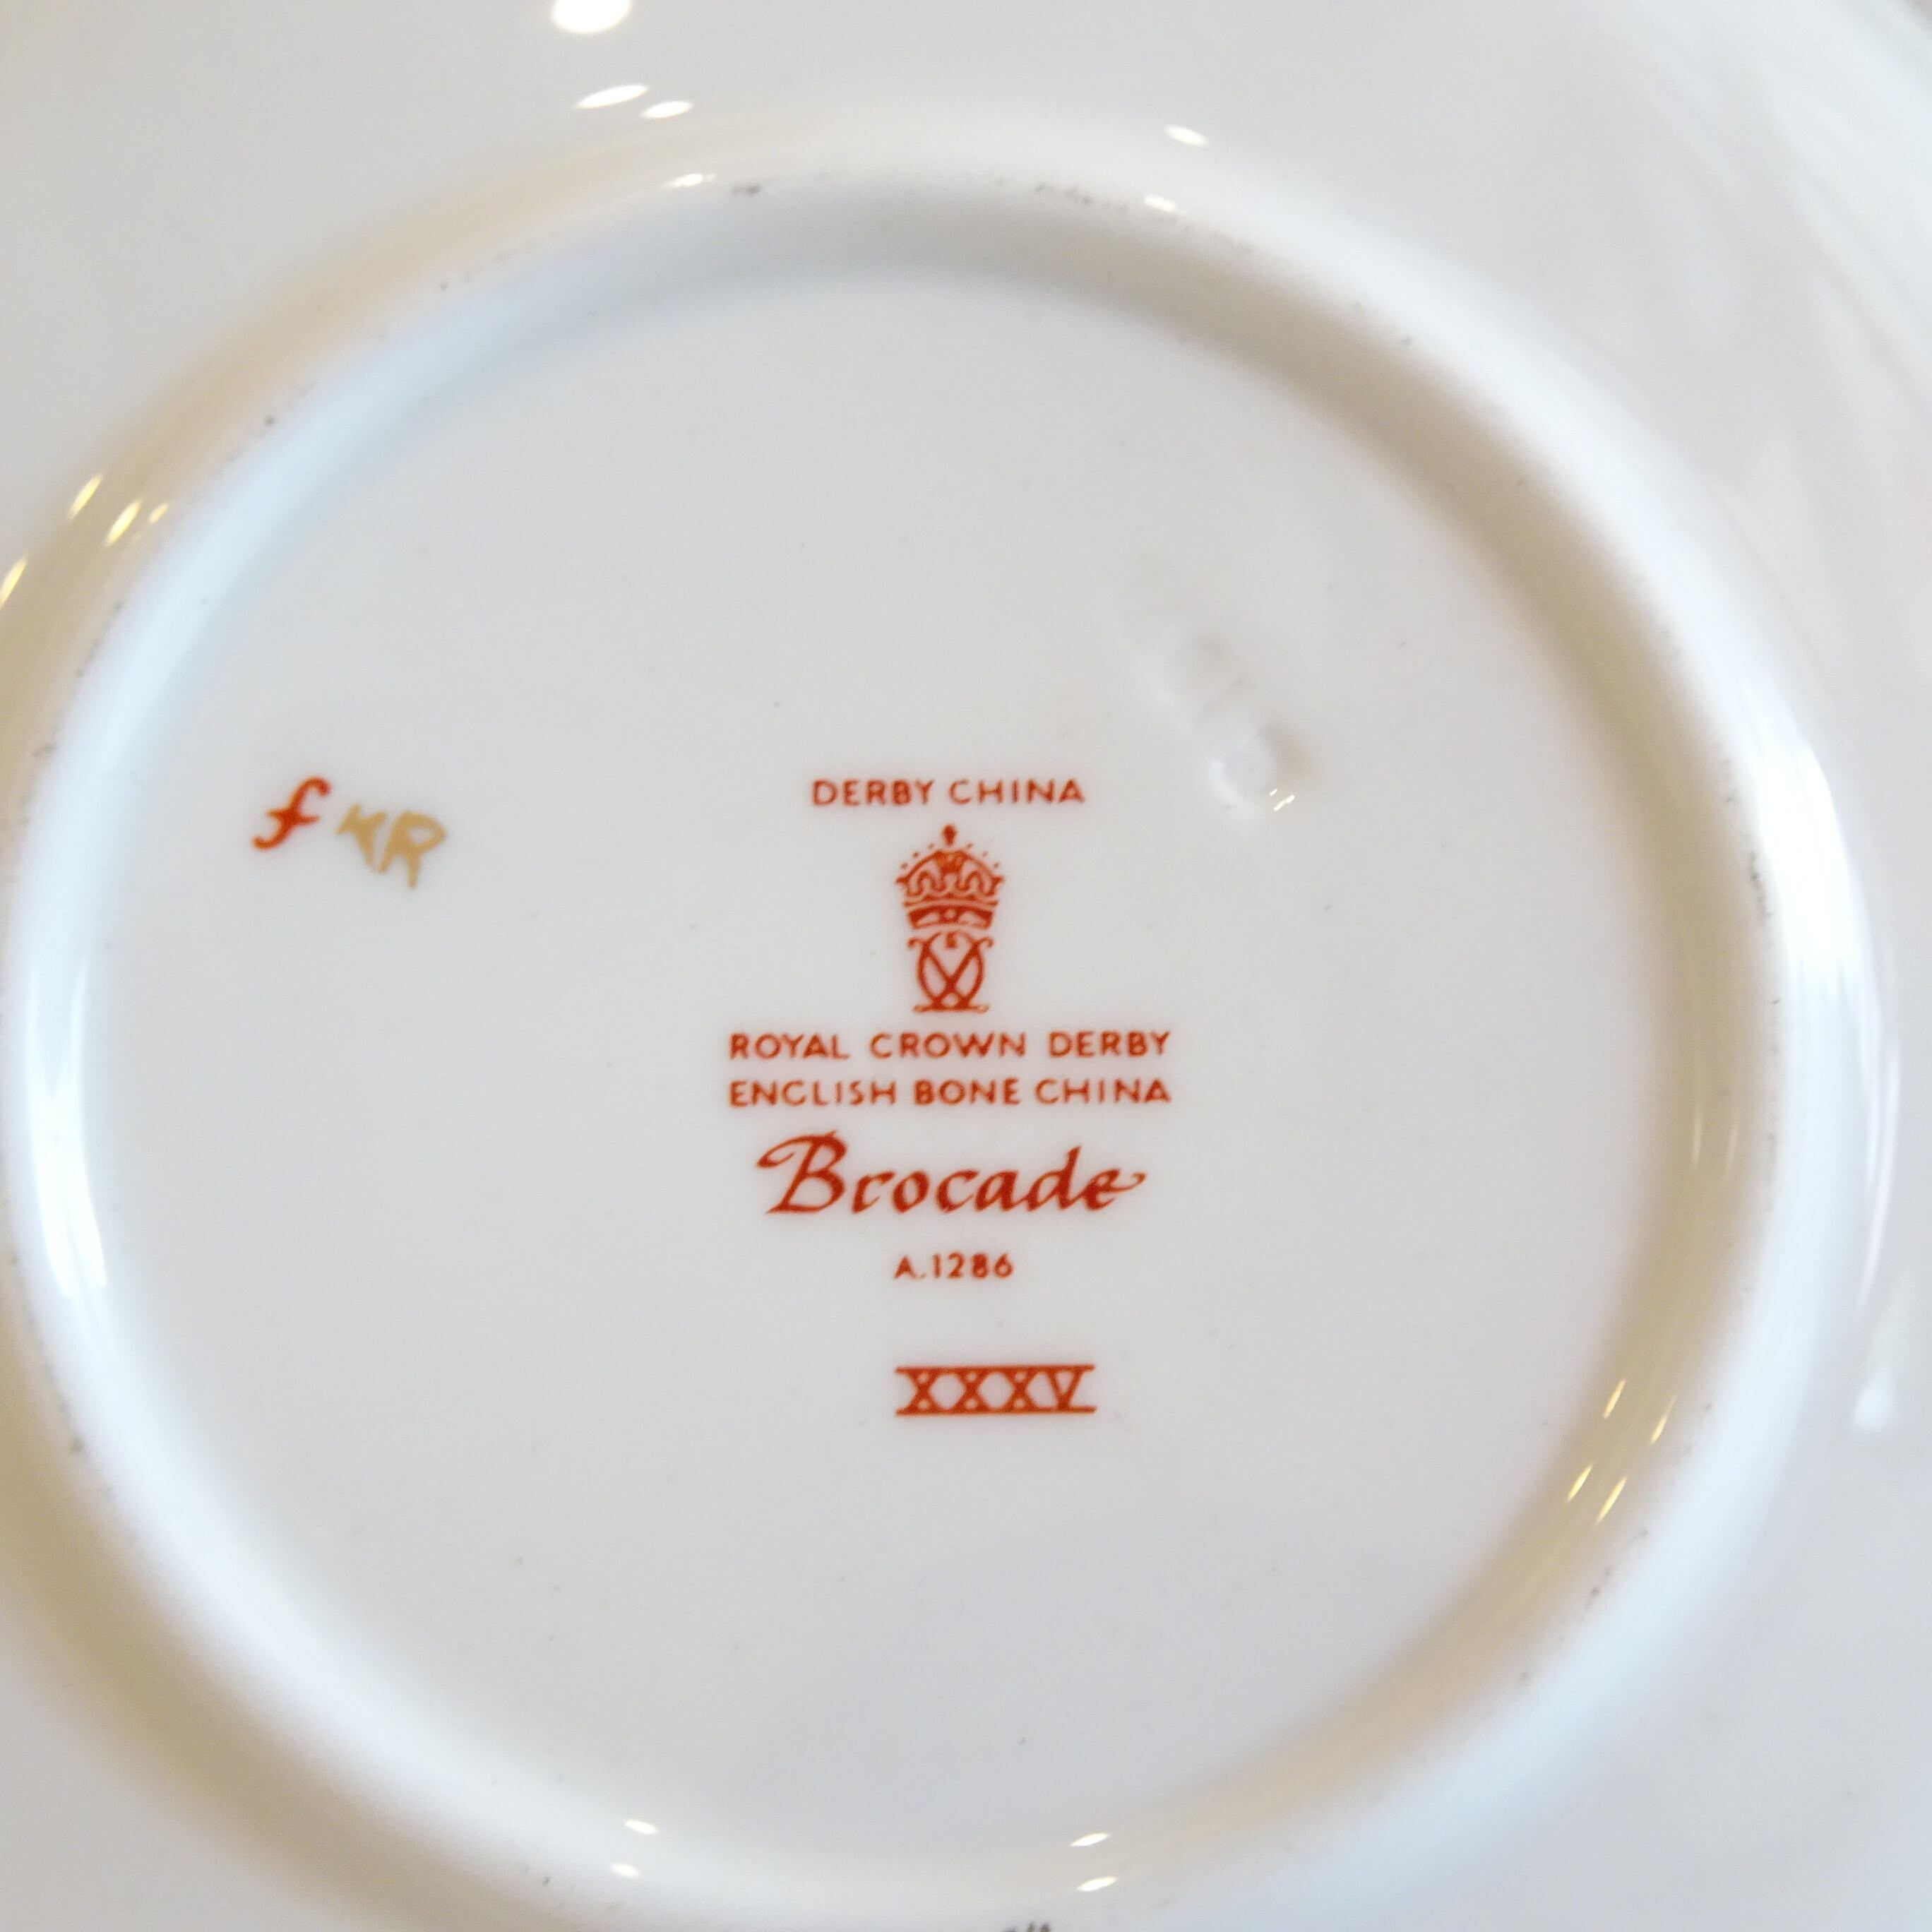 f KR
DERBY CHINA
ROYAL CROWN DERBY
ENGLISH BONE CHINA
Brocade
A.1286
XXXV